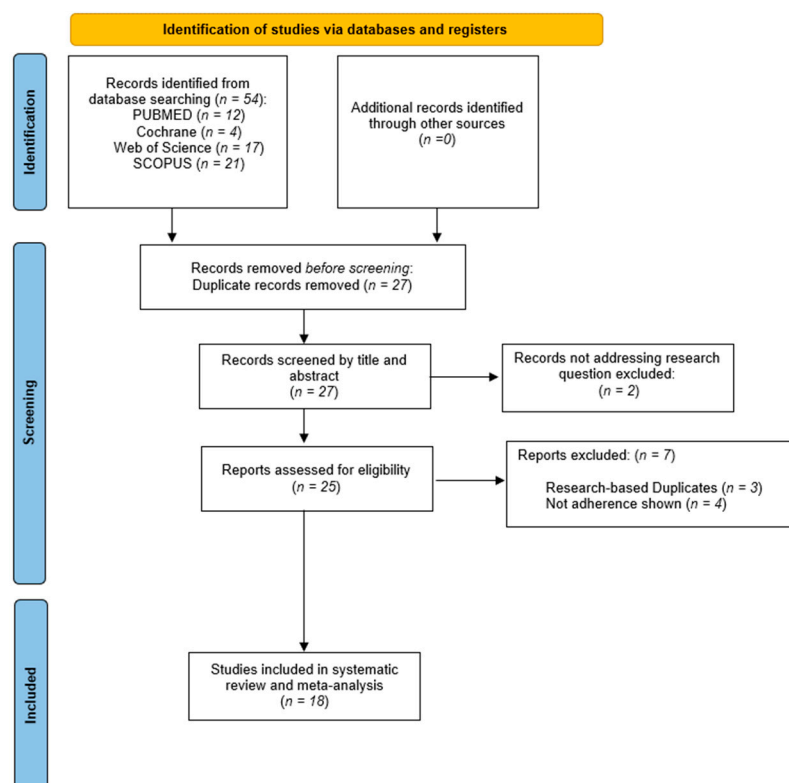 Identification of studies via databases and registers
Identification
Records identified from
database searching (n = 54):
PUBMED (n = 12)
Cochrane (n = 4)
Web of Science (n = 17)
SCOPUS (n = 21)
Additional records identified
through other sources
(n =0)
Screening
Records removed before screening:
Duplicate records removed (n = 27)
Records screened by title and
abstract
(n = 27)
Records not addressing research
question excluded:
(n = 2)
Reports assessed for eligibility
(n = 25)
Reports excluded: (n = 7)
Research-based Duplicates (n = 3)
Not adherence shown (n = 4)
Included
Studies included in systematic
review and meta-analysis
(n = 18)